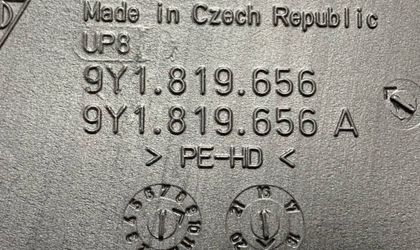 Made in Czech Republic
UP8
9Y1.819.656
9Y1.819.656 A
> PE-HD <